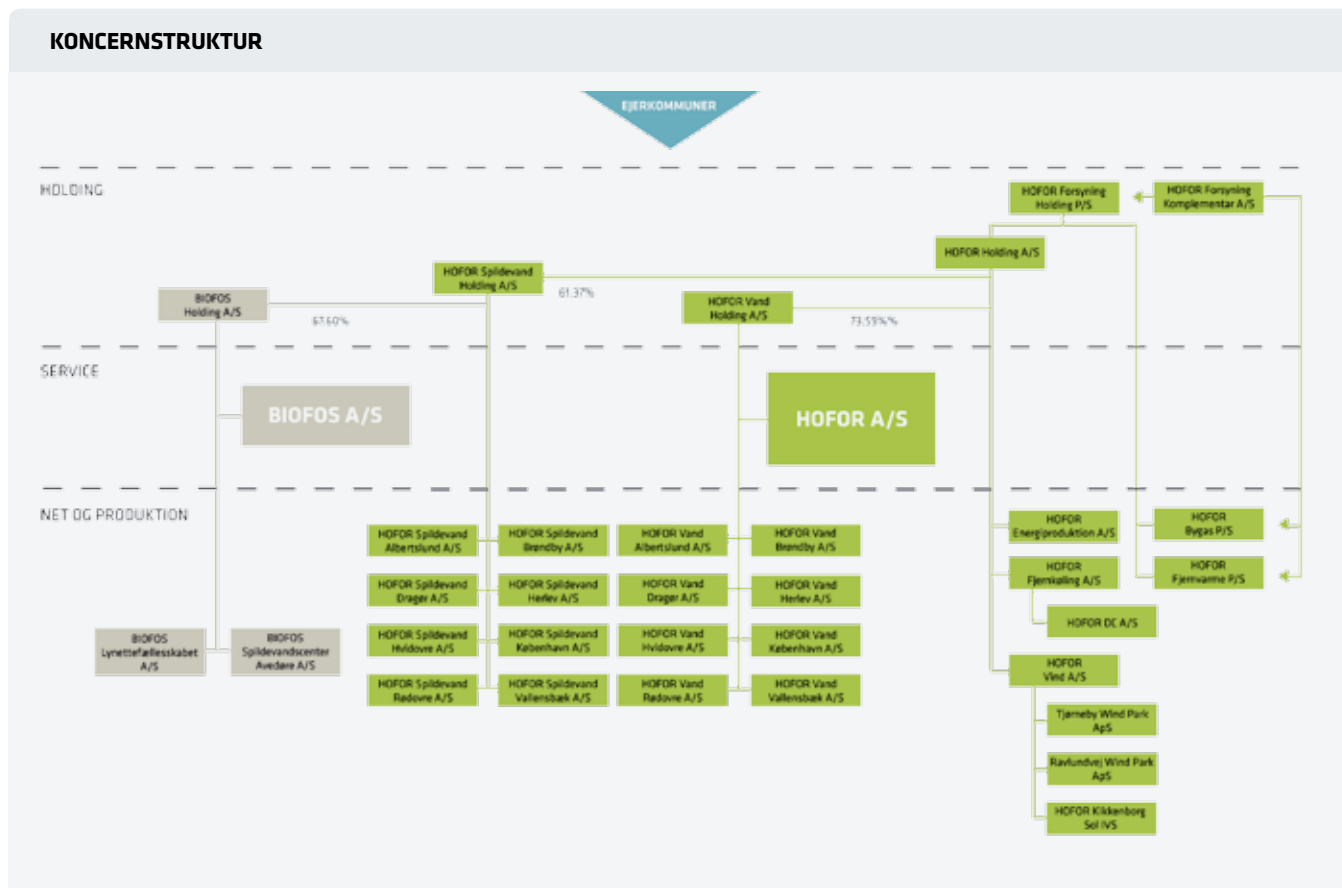 KONCERNSTRUKTUR
EJERKOMMUNER
HOLDING
HOFOR Forsyning
Holding P/S
HOFOR Forsyning
Komplementar A/S
HOFOR Holding A/S
HOFOR Spildevand
Holding A/S
61.37%
BIOFOS
Holding A/S
67.60%
HOFOR Vand
Holding A/S
73.59%%
SERVICE
BIOFOS A/S
HOFOR A/S
NET OG PRODUKTION
HOFOR Spildevand
Albertslund A/S
HOFOR Spildevand
Brøndby A/S
HOFOR Vand
Albertslund A/S
HOFOR Vand
Brøndby A/S
HOFOR
Energiproduktion A/S
HOFOR
Bygas P/S
HOFOR Spildevand
Dragør A/S
HOFOR Spildevand
Herlev A/S
HOFOR Vand
Dragør A/S
HOFOR Vand
Herlev A/S
HOFOR
Fjernkøling A/S
HOFOR
Fjernvarme P/S
HOFOR DE A/S
BIOFOS
Lynettefællesskabet
A/S
BIOFOS
Spildevandscenter
Avedøre A/S
HOFOR Spildevand
Hvidovre A/S
HOFOR Spildevand
København A/S
HOFOR Vand
Hvidovre A/S
HOFOR Vand
København A/S
HOFOR
Vind A/S
HOFOR Spildevand
Rødovre A/S
HOFOR Spildevand
Vallensbæk A/S
HOFOR Vand
Rødovre A/S
HOFOR Vand
Vallensbæk A/S
Tjørneby Wind Park
ApS
Ravlundvej Wind Park
ApS
HOFOR Kikkenborg
Sol IVS